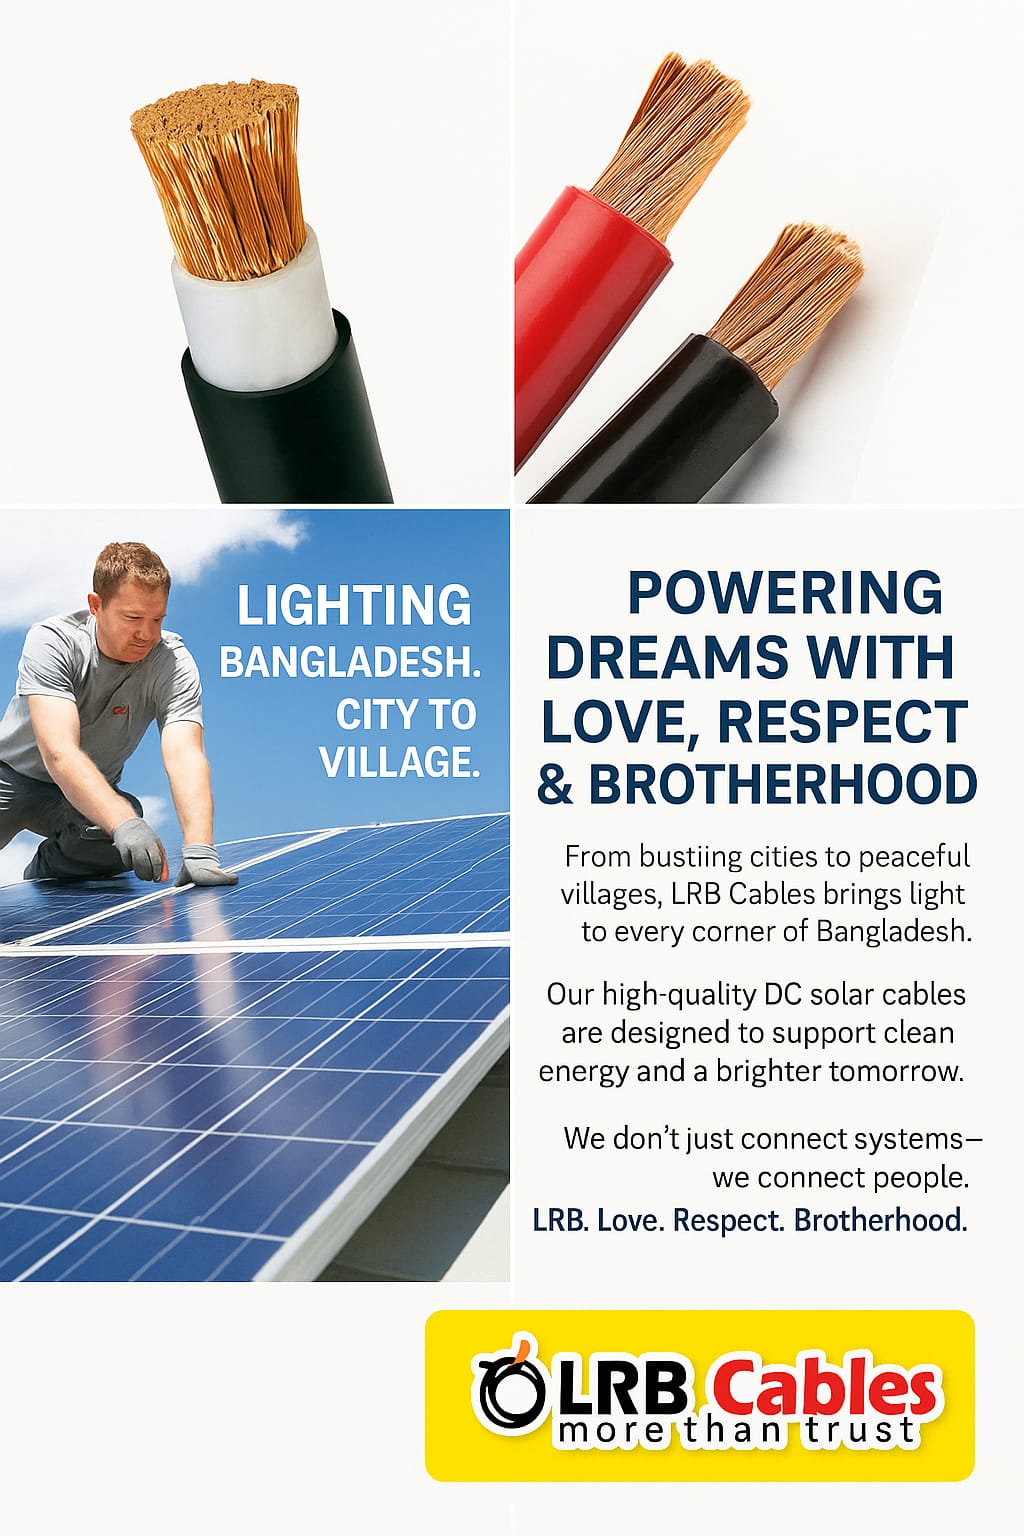 LIGHTING
BANGLADESH.
CITY TO
VILLAGE.
POWERING
DREAMS WITH
LOVE, RESPECT
& BROTHERHOOD
From bustiing cities to peaceful
villages, LRB Cables brings light
to every corner of Bangladesh.
Our high-quality DC solar cables
are designed to support clean
energy and a brighter tomorrow.
We don't just connect systems–
we connect people.
LRB. Love. Respect. Brotherhood.
LRB Cables
more than trust